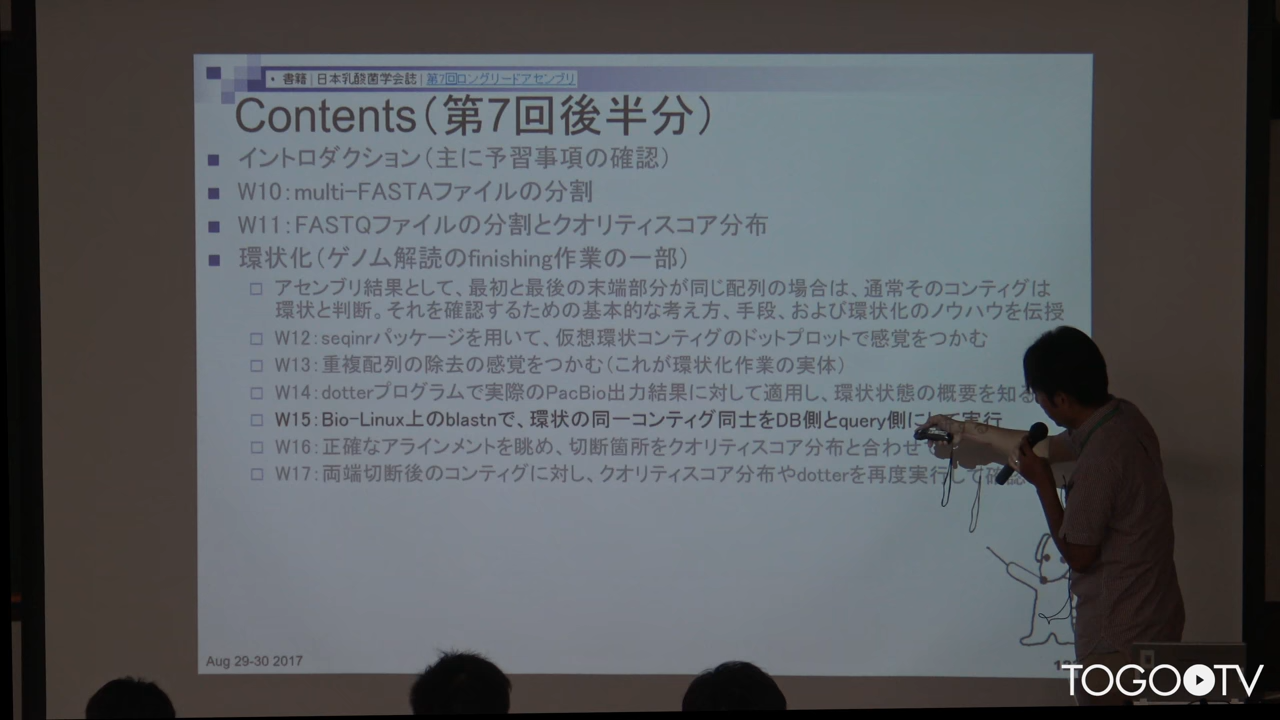 ・ 書籍 | 日本乳酸菌学会誌 | 第7回ロングリードアセンブリ
Contents（第7回後半分）
イントロダクション（主に予習事項の確認）
W10：multi-FASTAファイルの分割
W11：FASTQファイルの分割とクオリティスコア分布
環状化（ゲノム解読のfinishing作業の一部）
アセンブリ結果として、最初と最後の末端部分が同じ配列の場合は、通常そのコンティグは
環状と判断。それを確認するための基本的な考え方、手段、および環状化のノウハウを伝授
W12：seqinrパッケージを用いて、仮想環状コンティグのドットプロットで感覚をつかむ
W13：重複配列の除去の感覚をつかむ（これが環状化作業の実体）
W14：dotterプログラムで実際のPacBio出力結果に対して適用し、環状状態の概要を知る
W15：Bio-Linux上のblastnで、環状の同一コンティグ同士をDB側とquery側にして実行
W16：正確なアラインメントを眺め、切断箇所をクオリティスコア分布と合わせ
W17：両端切断後のコンティグに対し、クオリティスコア分布やdotterを再度実行して確認
Aug 29-30 2017
TOGO TV